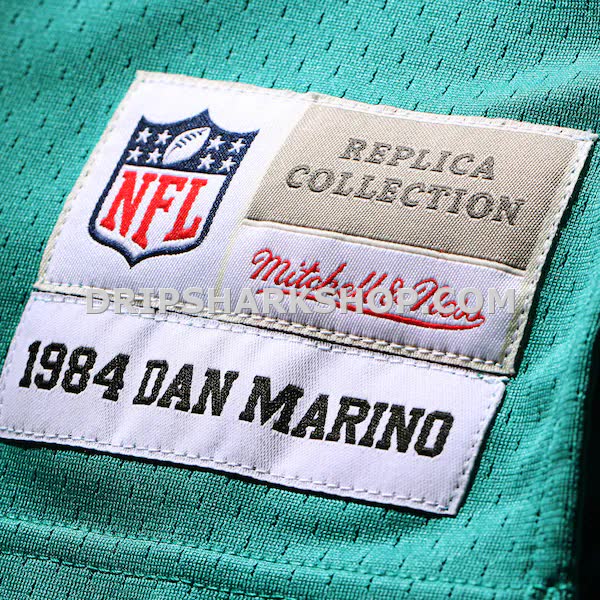 NFL
REPLICA
COLLECTION
Mitchell & Ness
DRIPSHARKSHOP.COM
1984 DAN MARINO